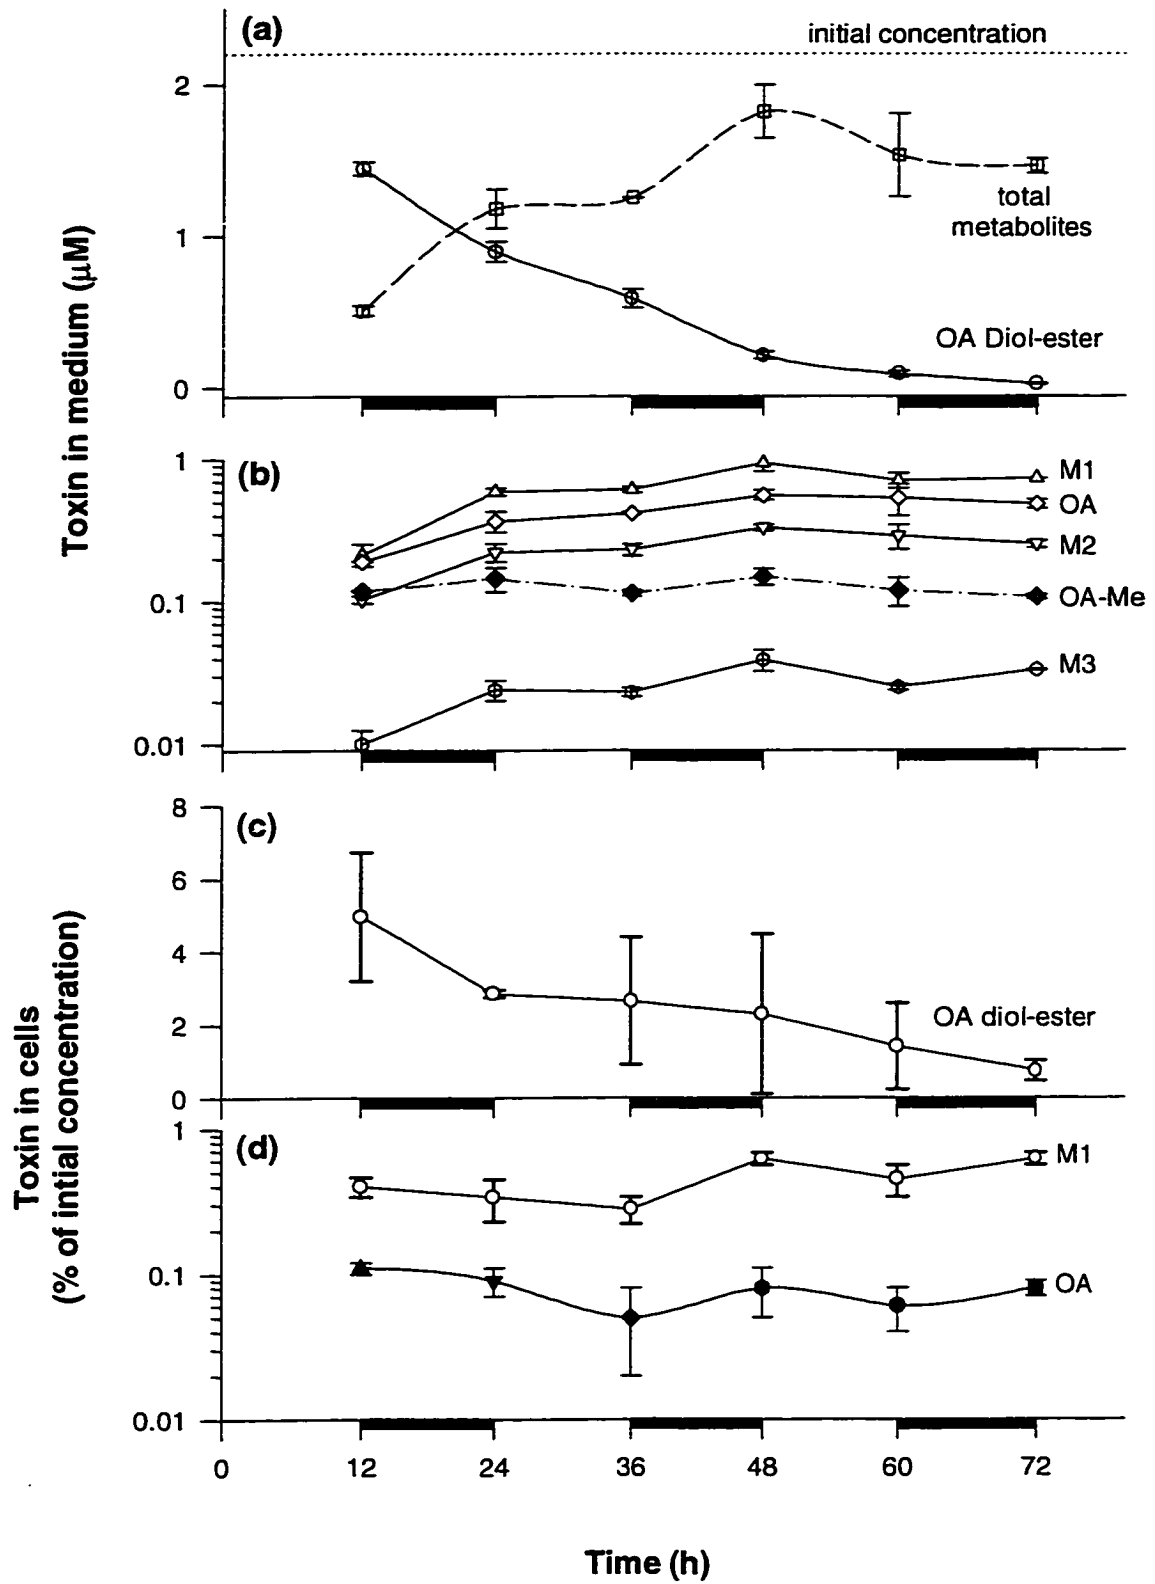 (a)
initial concentration
2
1
0
total
metabolites
OA Diol-ester
Toxin in medium (µM)
(b)
1
0.1
0.01
M1
OA
M2
OA-Me
M3
(c)
8
6
4
2
0
OA diol-ester
Toxin in cells
(% of intial concentration)
(d)
1
0.1
0.01
M1
OA
0 12 24 36 48 60 72
Time (h)